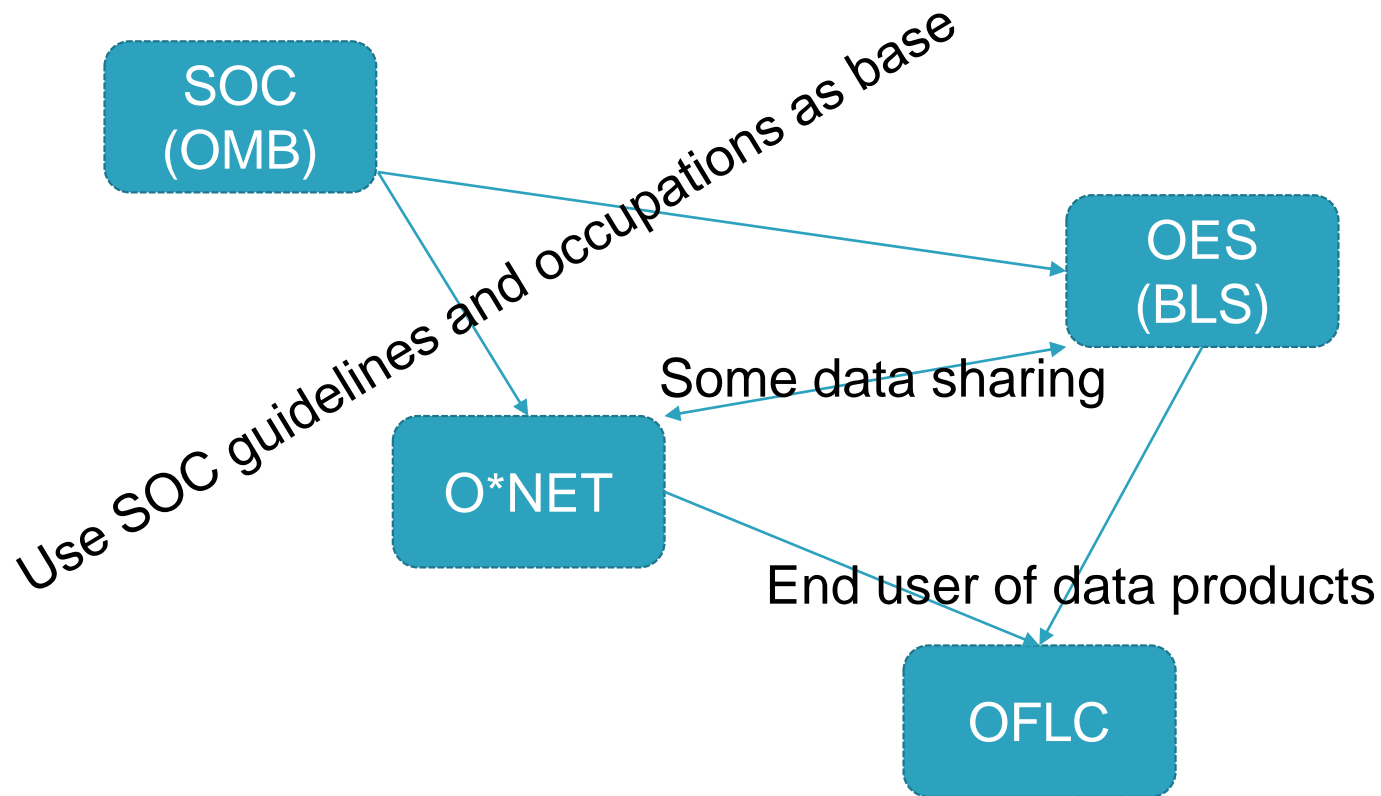 SOC
(OMB)
Use SOC guidelines and occupations as base
OES
(BLS)
Some data sharing
O*NET
End user of data products
OFLC